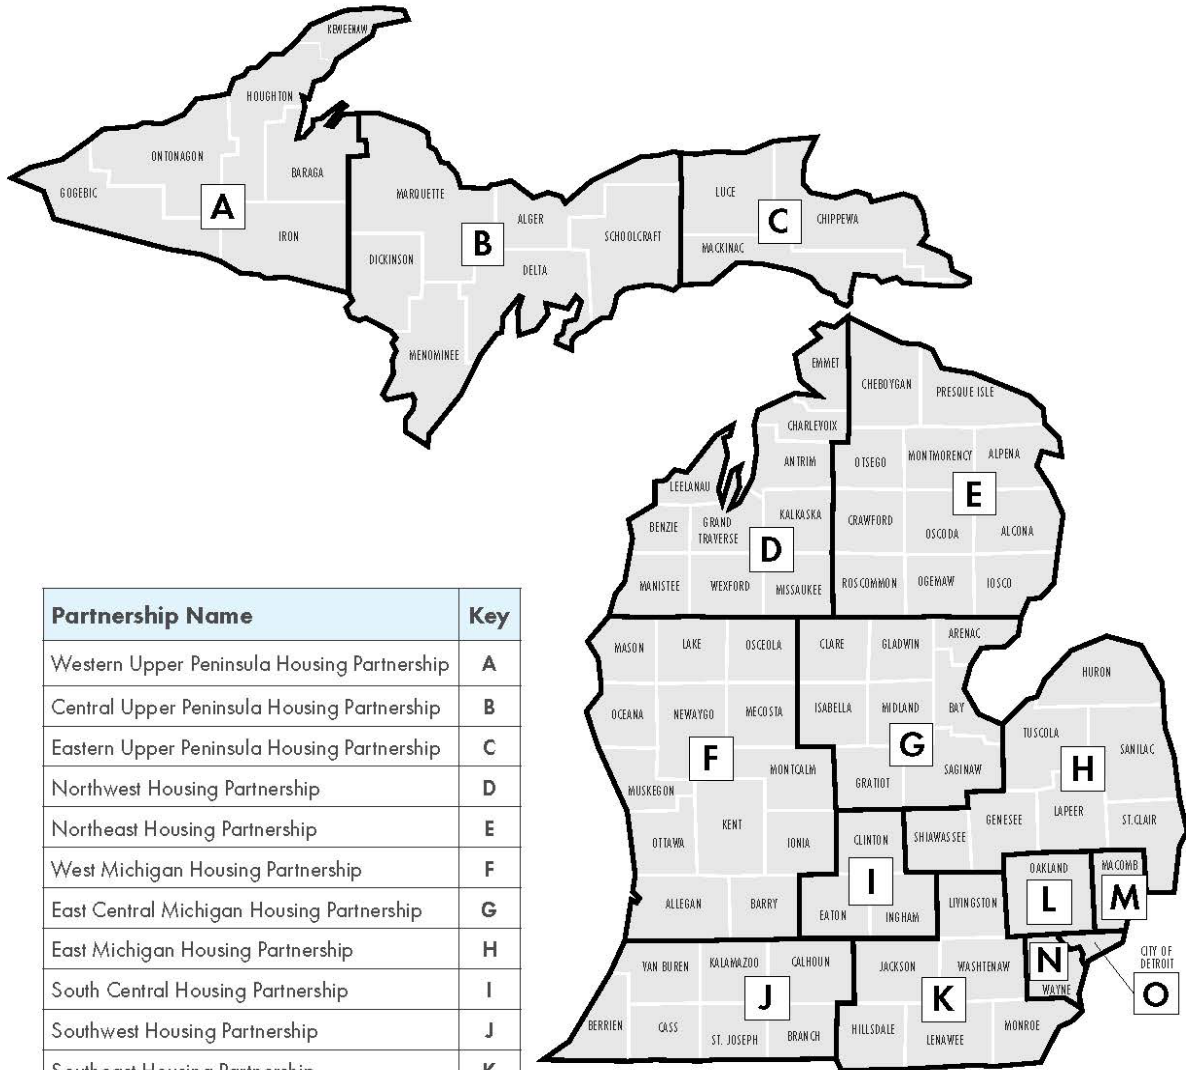 KEWEENAW
HOUGHTON
ONTONAGON
BARAGA
GOGEBIC
A
IRON
MARQUETTE
ALGER
B
SCHOOLCRAFT
DICKINSON
DELTA
MENOMINEE
LUCE
C
CHIPPEWA
MACKINAC
EMMET
CHEBOYGAN
PRESQUE ISLE
CHARLEVOIX
ANTRIM
OTSEGO
MONTMORENCY
ALPENA
LEELANAU
E
BENZIE
GRAND
TRAVERSE
KALKASKA
CRAWFORD
OSCODA
ALCONA
D
MANISTEE
WEXFORD
MISSAUKEE
ROSCOMMON
OGEMAW
IOSCO
MASON
LAKE
OSCEOLA
CLARE
GLADWIN
ARENAC
HURON
OCEANA
NEWAYGO
MECOSTA
ISABELLA
MIDLAND
BAY
TUSCOLA
SANILAC
F
G
H
MONTCALM
GRATIOT
SAGINAW
MUSKEGON
OTTAWA
KENT
IONIA
CLINTON
SHIAWASSEE
GENESEE
LAPEER
ST. CLAIR
I
OAKLAND
L
MACOMB
M
ALLEGAN
BARRY
EATON
INGHAM
LIVINGSTON
VAN BUREN
KALAMAZOO
CALHOUN
JACKSON
WASHTENAW
N
WAYNE
CITY OF
DETROIT
O
J
K
BERRIEN
CASS
ST. JOSEPH
BRANCH
HILLSDALE
LENAWEE
MONROE
Partnership Name Key
Western Upper Peninsula Housing Partnership A
Central Upper Peninsula Housing Partnership B
Eastern Upper Peninsula Housing Partnership C
Northwest Housing Partnership D
Northeast Housing Partnership E
West Michigan Housing Partnership F
East Central Michigan Housing Partnership G
East Michigan Housing Partnership H
South Central Housing Partnership I
Southwest Housing Partnership J
Southeast Housing Partnership K